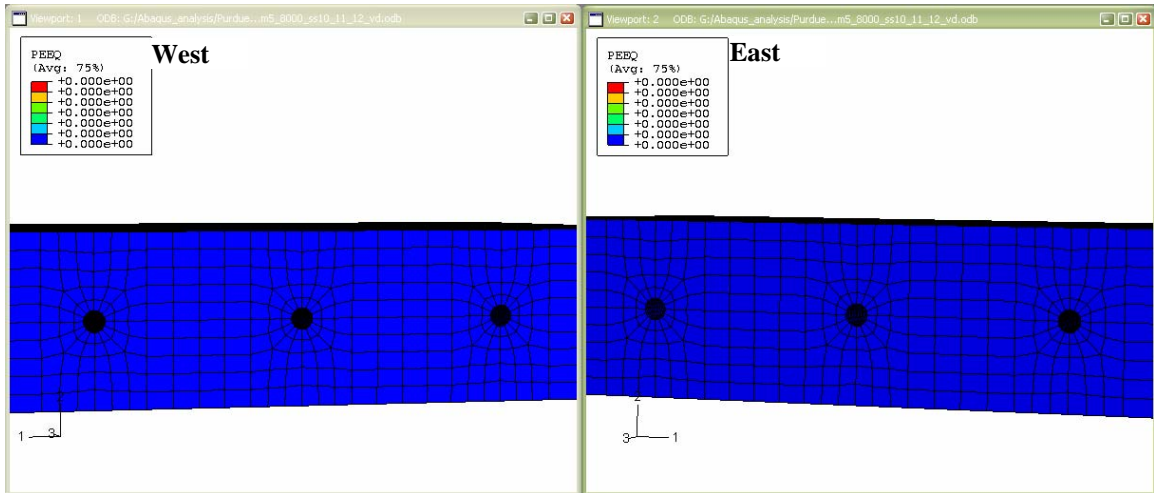 Viewport: 1 ODB: G:/Abaqus_analysis/Purdue...m5_8000_ss10_11_12_vd.odb
West
PEEQ
(Avg: 75%)
+0.000e+00
+0.000e+00
+0.000e+00
+0.000e+00
+0.000e+00
+0.000e+00
2
1
3
Viewport: 2 ODB: G:/Abaqus_analysis/Purdue...m5_8000_ss10_11_12_vd.odb
East
PEEQ
(Avg: 75%)
+0.000e+00
+0.000e+00
+0.000e+00
+0.000e+00
+0.000e+00
+0.000e+00
+0.000e+00
2
3
1